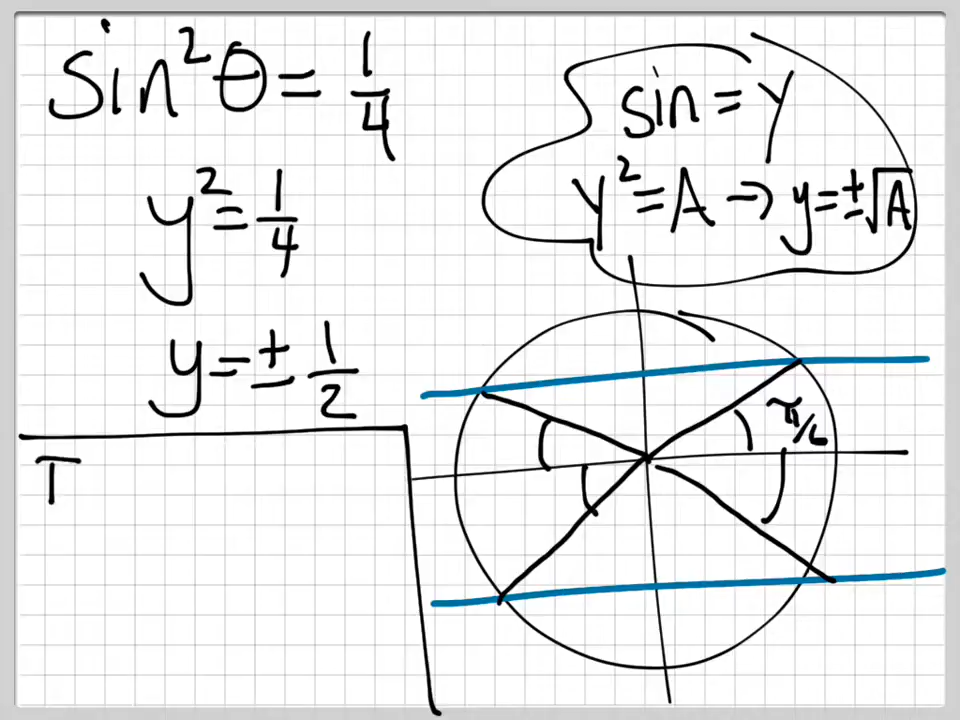 sin²θ = 1/4
y² = 1/4
y = ± 1/2
sin = y
y² = A → y = ±√A
π/6
T